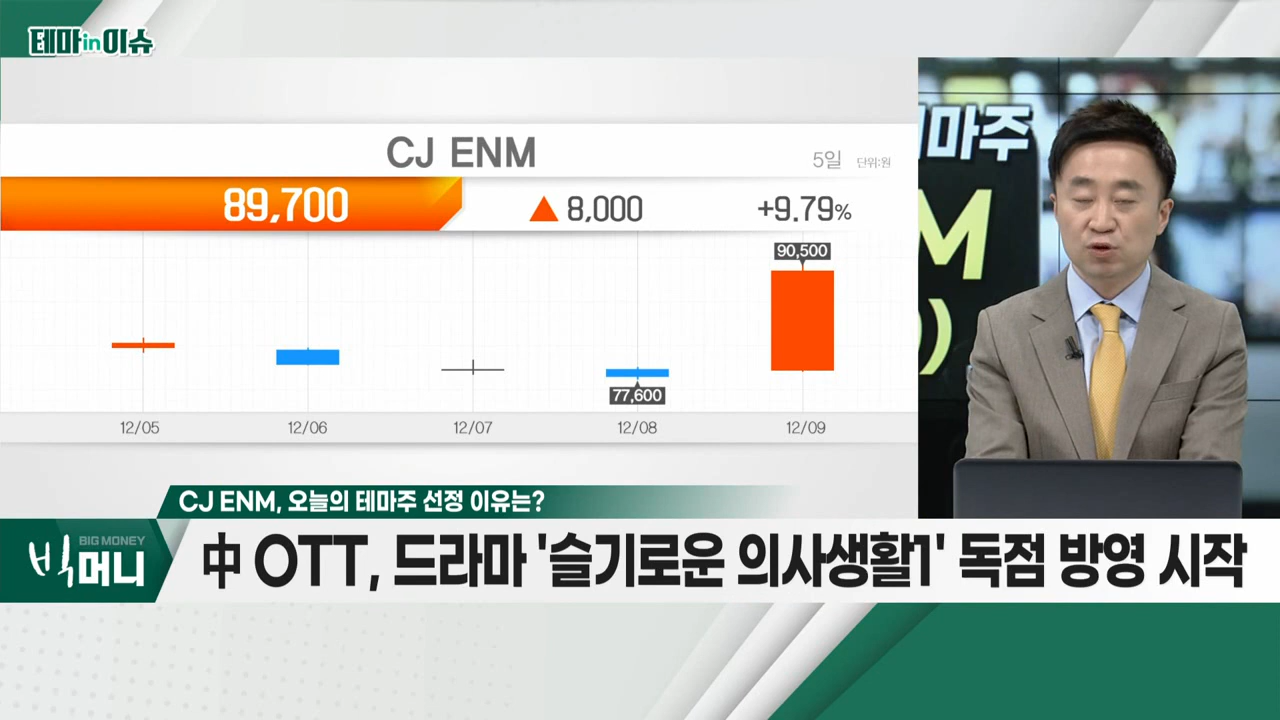 테마in이슈
CJ ENM
5일 단위:원
89,700 ▲ 8,000 +9.79%
90,500
77,600
12/05 12/06 12/07 12/08 12/09
마주
M
)
CJ ENM, 오늘의 테마주 선정 이유는?
BIG MONEY
빅머니
中 OTT, 드라마 '슬기로운 의사생활1' 독점 방영 시작